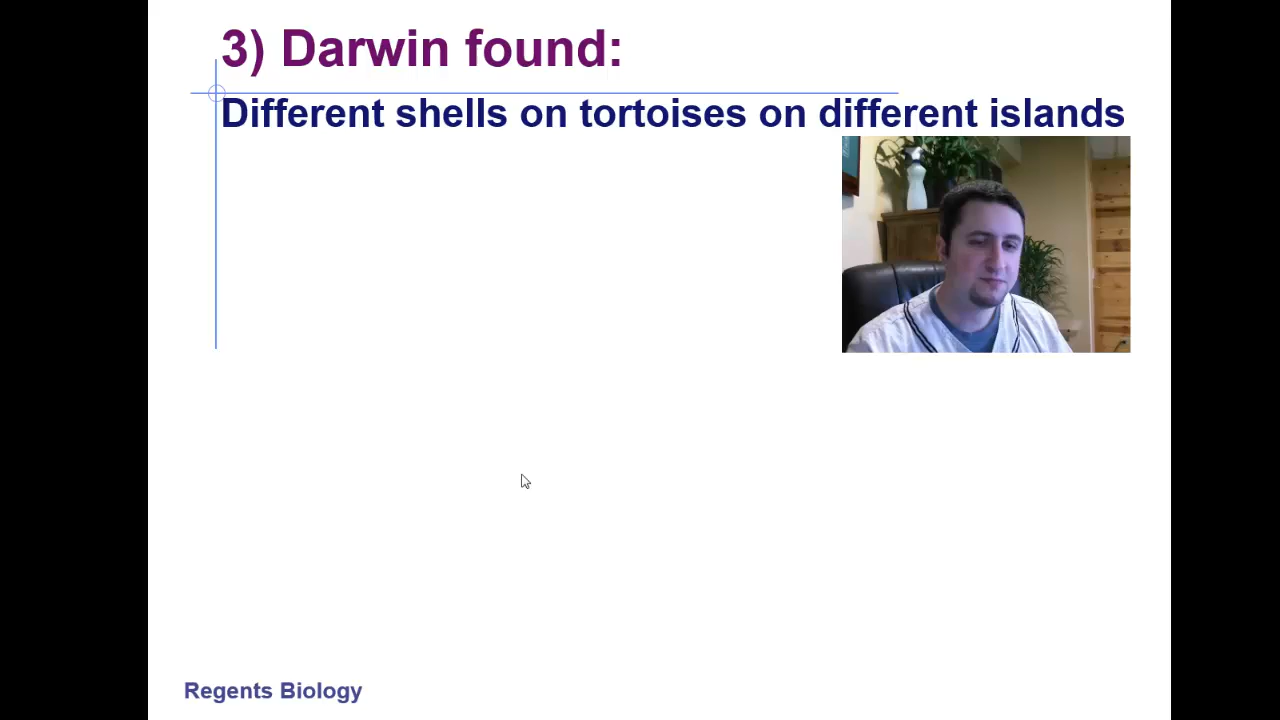 3) Darwin found:
Different shells on tortoises on different islands
Regents Biology